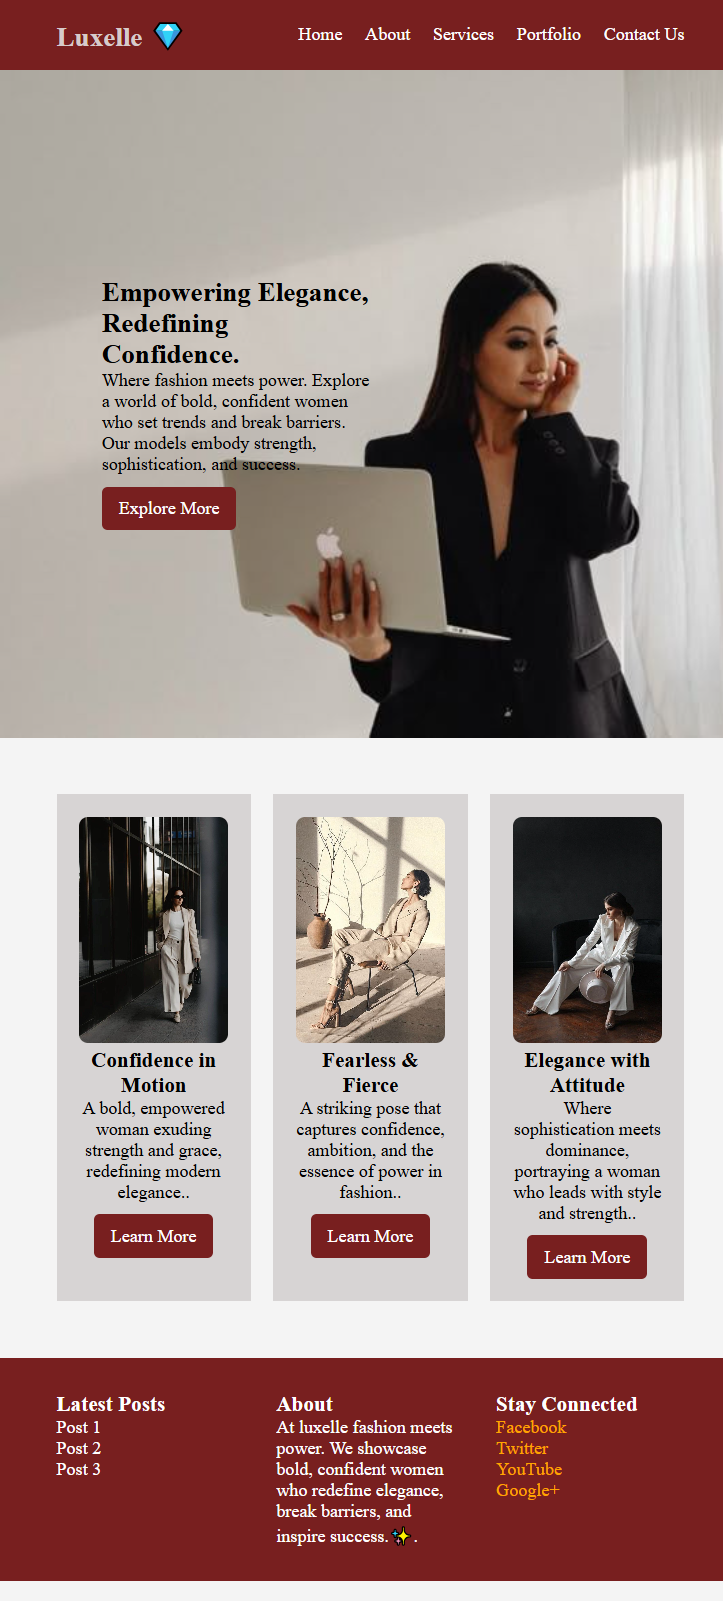 Luxelle 💎
Home About Services Portfolio Contact Us
Empowering Elegance,
Redefining
Confidence.
Where fashion meets power. Explore
a world of bold, confident women
who set trends and break barriers.
Our models embody strength,
sophistication, and success.
Explore More
Confidence in
Motion
A bold, empowered
woman exuding
strength and grace,
redefining modern
elegance..
Learn More
Fearless &
Fierce
A striking pose that
captures confidence,
ambition, and the
essence of power in
fashion..
Learn More
Elegance with
Attitude
Where
sophistication meets
dominance,
portraying a woman
who leads with style
and strength..
Learn More
Latest Posts
Post 1
Post 2
Post 3
About
At luxelle fashion meets
power. We showcase
bold, confident women
who redefine elegance,
break barriers, and
inspire success.✨.
Stay Connected
Facebook
Twitter
YouTube
Google+